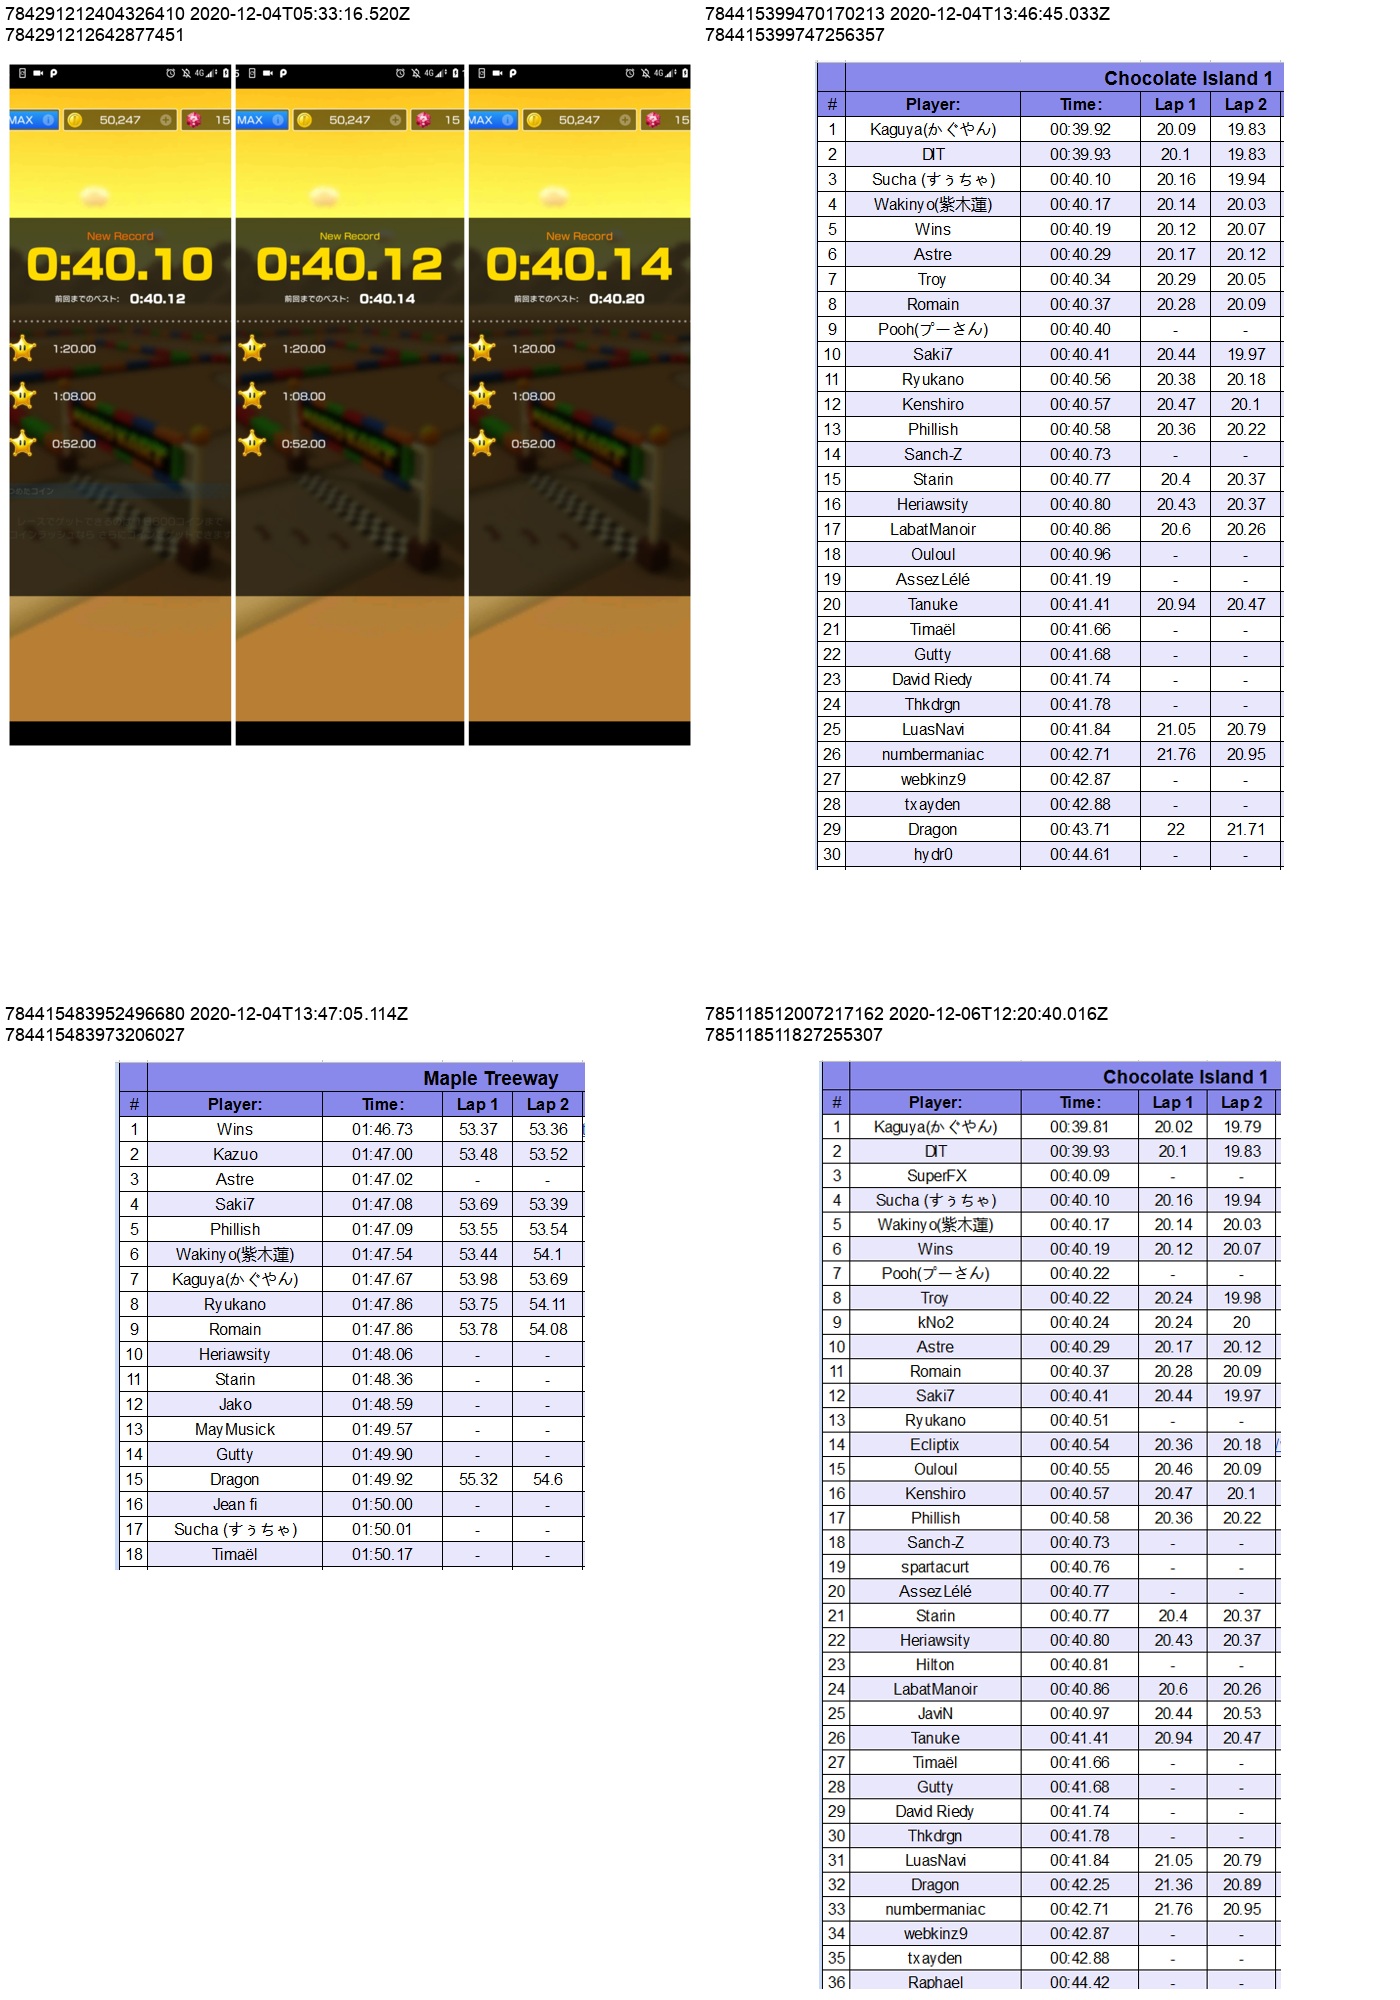 784291212404326410 2020-12-04T05:33:16.520Z
784291212642877451
4G 5 4G 4G
MAX 50,247 15 MAX 50,247 15 MAX 50,247 15
New Record New Record New Record
0:40.10 0:40.12 0:40.14
前回までのベスト: 0:40.12 前回までのベスト: 0:40.14 前回までのベスト: 0:40.20
1:20.00 1:20.00 1:20.00
1:08.00 1:08.00 1:08.00
0:52.00 0:52.00 0:52.00
784415399470170213 2020-12-04T13:46:45.033Z
784415399747256357
Chocolate Island 1
# Player: Time: Lap 1 Lap 2
1 Kaguya(かぐやん) 00:39.92 20.09 19.83
2 DIT 00:39.93 20.1 19.83
3 Sucha (すぅちゃ) 00:40.10 20.16 19.94
4 Wakinyo(紫木蓮) 00:40.17 20.14 20.03
5 Wins 00:40.19 20.12 20.07
6 Astre 00:40.29 20.17 20.12
7 Troy 00:40.34 20.29 20.05
8 Romain 00:40.37 20.28 20.09
9 Pooh(プーさん) 00:40.40 - -
10 Saki7 00:40.41 20.44 19.97
11 Ryukano 00:40.56 20.38 20.18
12 Kenshiro 00:40.57 20.47 20.1
13 Phillish 00:40.58 20.36 20.22
14 Sanch-Z 00:40.73 - -
15 Starin 00:40.77 20.4 20.37
16 Heriawsity 00:40.80 20.43 20.37
17 LabatManoir 00:40.86 20.6 20.26
18 Ouloul 00:40.96 - -
19 AssezLélé 00:41.19 - -
20 Tanuke 00:41.41 20.94 20.47
21 Timaël 00:41.66 - -
22 Gutty 00:41.68 - -
23 David Riedy 00:41.74 - -
24 Thkdrgn 00:41.78 - -
25 LuasNavi 00:41.84 21.05 20.79
26 numbermaniac 00:42.71 21.76 20.95
27 webkinz9 00:42.87 - -
28 txayden 00:42.88 - -
29 Dragon 00:43.71 22 21.71
30 hydr0 00:44.61 - -
784415483952496680 2020-12-04T13:47:05.114Z
784415483973206027
Maple Treeway
# Player: Time: Lap 1 Lap 2
1 Wins 01:46.73 53.37 53.36
2 Kazuo 01:47.00 53.48 53.52
3 Astre 01:47.02 - -
4 Saki7 01:47.08 53.69 53.39
5 Phillish 01:47.09 53.55 53.54
6 Wakinyo(紫木蓮) 01:47.54 53.44 54.1
7 Kaguya(かぐやん) 01:47.67 53.98 53.69
8 Ryukano 01:47.86 53.75 54.11
9 Romain 01:47.86 53.78 54.08
10 Heriawsity 01:48.06 - -
11 Starin 01:48.36 - -
12 Jako 01:48.59 - -
13 MayMusick 01:49.57 - -
14 Gutty 01:49.90 - -
15 Dragon 01:49.92 55.32 54.6
16 Jean fi 01:50.00 - -
17 Sucha (すぅちゃ) 01:50.01 - -
18 Timaël 01:50.17 - -
785118512007217162 2020-12-06T12:20:40.016Z
785118511827255307
Chocolate Island 1
# Player: Time: Lap 1 Lap 2
1 Kaguya(かぐやん) 00:39.81 20.02 19.79
2 DIT 00:39.93 20.1 19.83
3 SuperFX 00:40.09 - -
4 Sucha (すぅちゃ) 00:40.10 20.16 19.94
5 Wakinyo(紫木蓮) 00:40.17 20.14 20.03
6 Wins 00:40.19 20.12 20.07
7 Pooh(プーさん) 00:40.22 - -
8 Troy 00:40.22 20.24 19.98
9 kNo2 00:40.24 20.24 20
10 Astre 00:40.29 20.17 20.12
11 Romain 00:40.37 20.28 20.09
12 Saki7 00:40.41 20.44 19.97
13 Ryukano 00:40.51 - -
14 Ecliptix 00:40.54 20.36 20.18
15 Ouloul 00:40.55 20.46 20.09
16 Kenshiro 00:40.57 20.47 20.1
17 Phillish 00:40.58 20.36 20.22
18 Sanch-Z 00:40.73 - -
19 spartacurt 00:40.76 - -
20 AssezLélé 00:40.77 - -
21 Starin 00:40.77 20.4 20.37
22 Heriawsity 00:40.80 20.43 20.37
23 Hilton 00:40.81 - -
24 LabatManoir 00:40.86 20.6 20.26
25 JaviN 00:40.97 20.44 20.53
26 Tanuke 00:41.41 20.94 20.47
27 Timaël 00:41.66 - -
28 Gutty 00:41.68 - -
29 David Riedy 00:41.74 - -
30 Thkdrgn 00:41.78 - -
31 LuasNavi 00:41.84 21.05 20.79
32 Dragon 00:42.25 21.36 20.89
33 numbermaniac 00:42.71 21.76 20.95
34 webkinz9 00:42.87 - -
35 txayden 00:42.88 - -
36 Raphael 00:44.42 - -